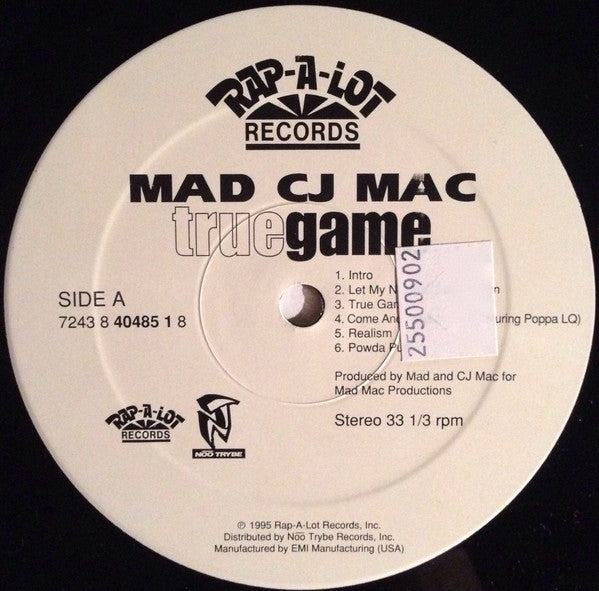 RAP-A-LOT
RECORDS
MAD CJ MAC
truegame
SIDE A
7243 8 40485 1 8
1. Intro
2. Let My N
3. True Ga
4. Come An uring Poppa LQ)
5. Realism
6. Powda Pu
25500902
Produced by Mad and CJ Mac for
Mad Mac Productions
Stereo 33 1/3 rpm
RAP-A-LOT
RECORDS
NOO TRYBE
℗ 1995 Rap-A-Lot Records, Inc.
Distributed by Noo Trybe Records, Inc.
Manufactured by EMI Manufacturing (USA)